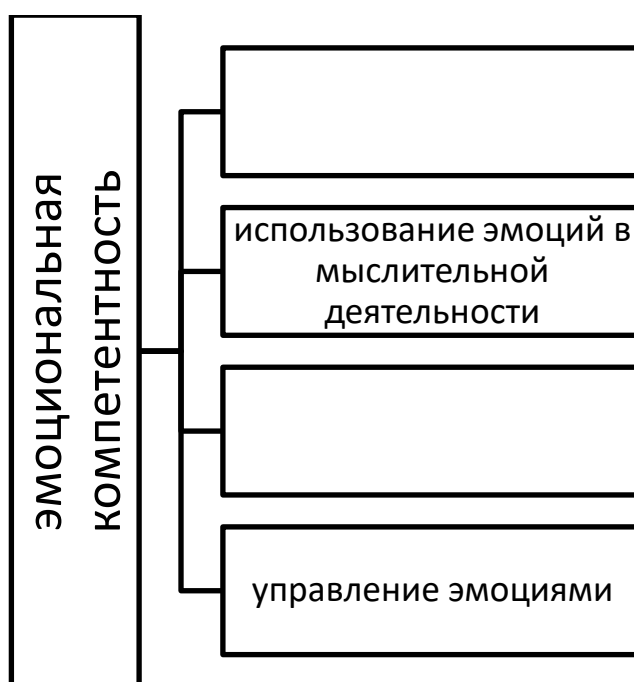 эмоциональная
компетентность
использование эмоций в
мыслительной
деятельности
управление эмоциями